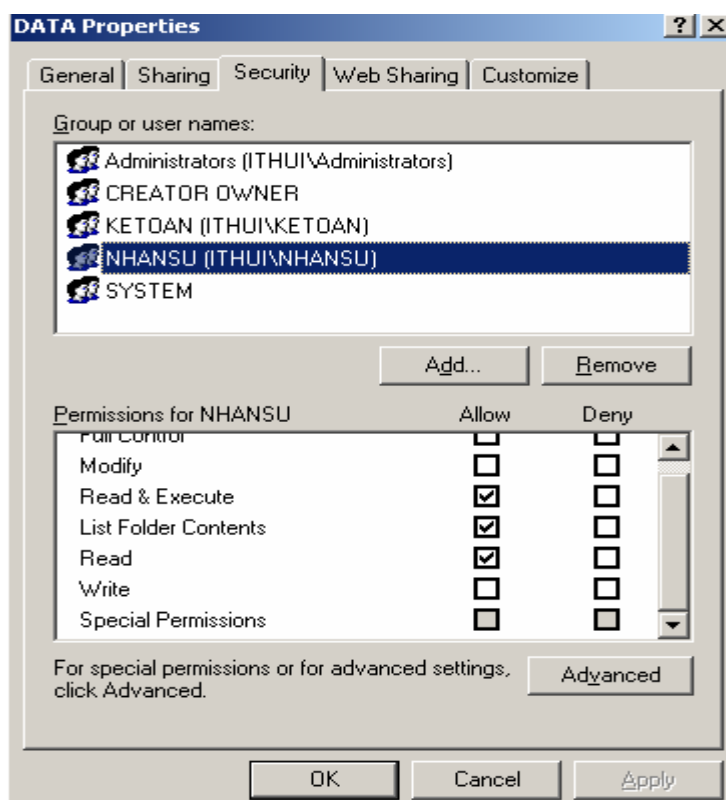 DATA Properties ? X
General Sharing Security Web Sharing Customize
Group or user names:
Administrators (ITHUI\Administrators)
CREATOR OWNER
KETOAN (ITHUI\KETOAN)
NHANSU (ITHUI\NHANSU)
SYSTEM
Add... Remove
Permissions for NHANSU Allow Deny
Full Control
Modify
Read & Execute
List Folder Contents
Read
Write
Special Permissions
For special permissions or for advanced settings,
click Advanced.
Advanced
OK Cancel Apply